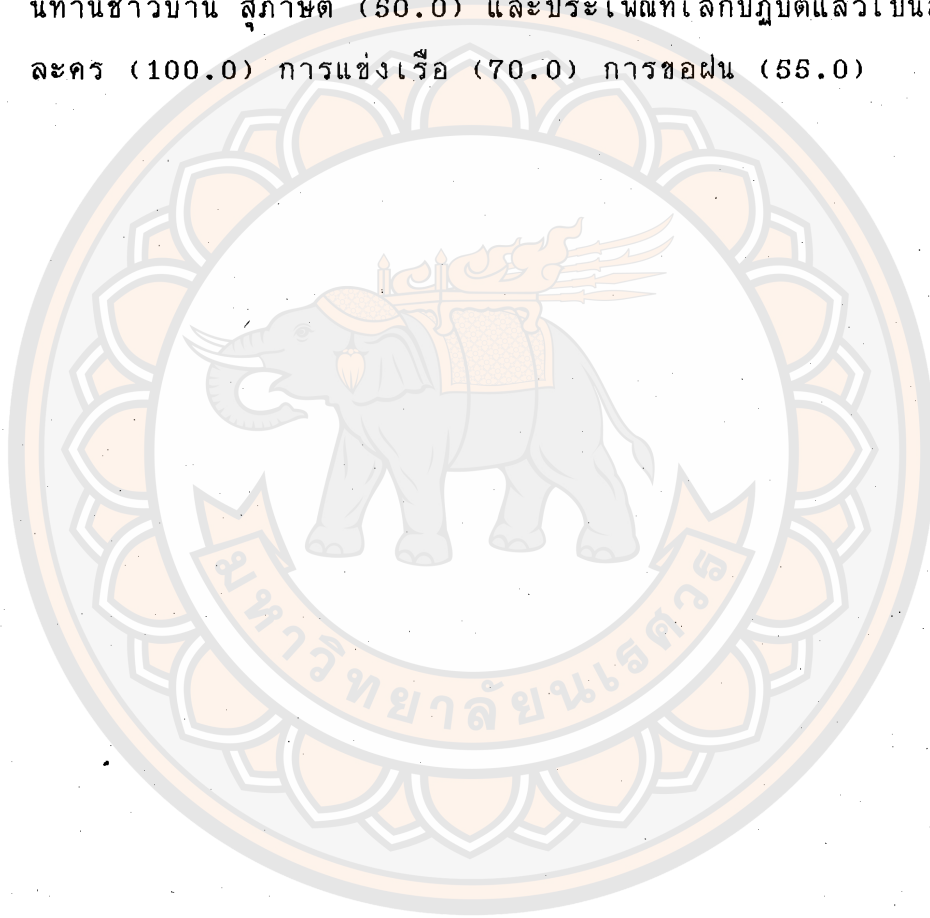 นิทานชาวบ้าน สุภาษิต (50.0) และประเพณีที่เลิกปฏิบัติแล้วเป็น
ละคร (100.0) การแข่งเรือ (70.0) การขอฝน (55.0)
มหาวิทยาลัยนเรศวร